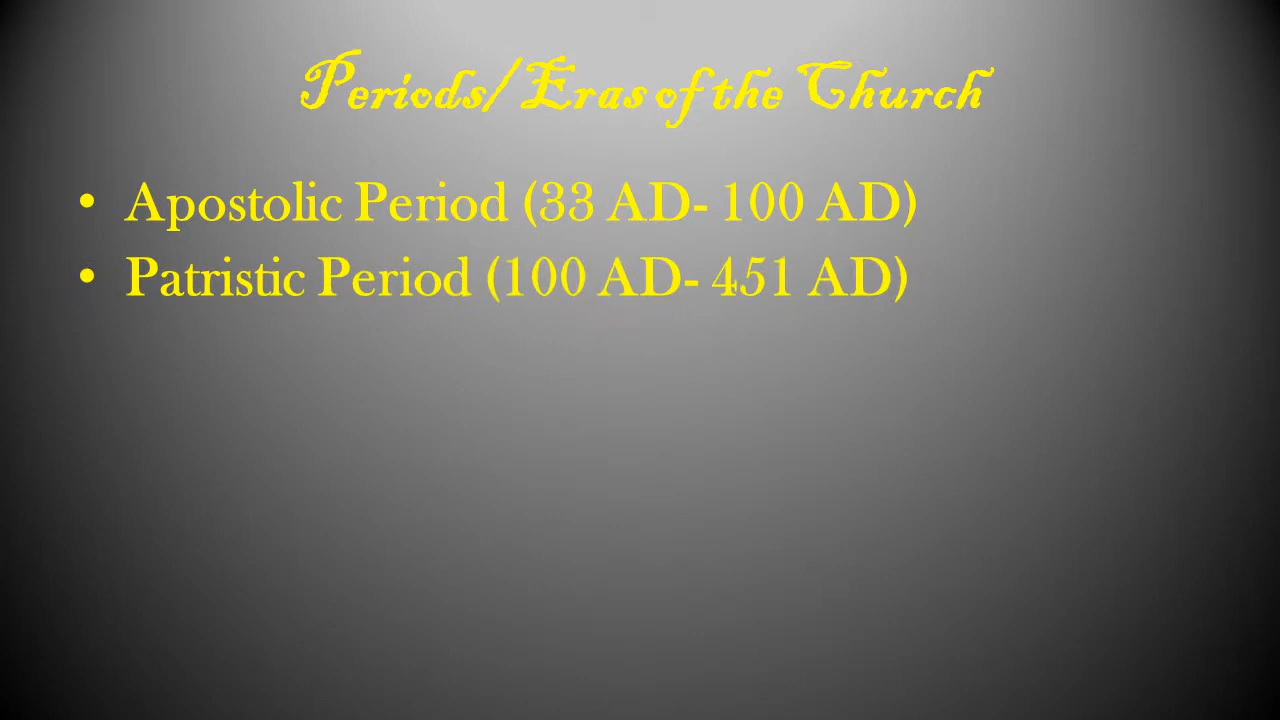 Periods/Eras of the Church
• Apostolic Period (33 AD- 100 AD)
• Patristic Period (100 AD- 451 AD)